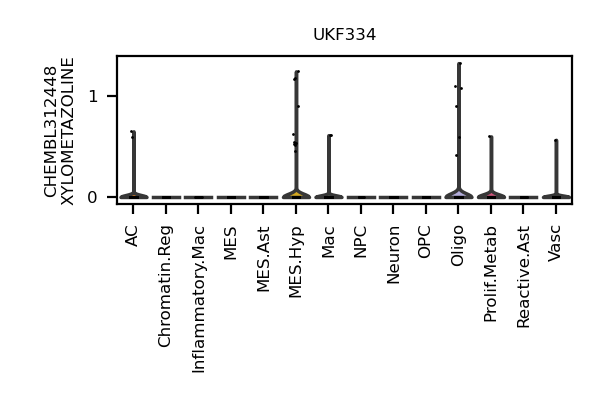 UKF334
CHEMBL312448
XYLOMETAZOLINE
1
0
AC
Chromatin.Reg
Inflammatory.Mac
MES
MES.Ast
MES.Hyp
Mac
NPC
Neuron
OPC
Oligo
Prolif.Metab
Reactive.Ast
Vasc